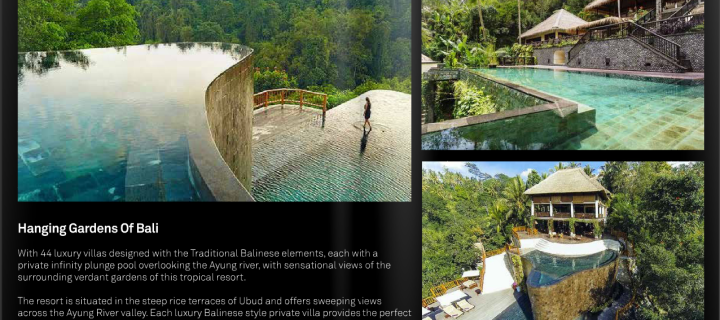 Hanging Gardens Of Bali
With 44 luxury villas designed with the Traditional Balinese elements, each with a
private infinity plunge pool overlooking the Ayung river, with sensational views of the
surrounding verdant gardens of this tropical resort.
The resort is situated in the steep rice terraces of Ubud and offers sweeping views
across the Ayung River valley. Each luxury Balinese style private villa provides the perfect